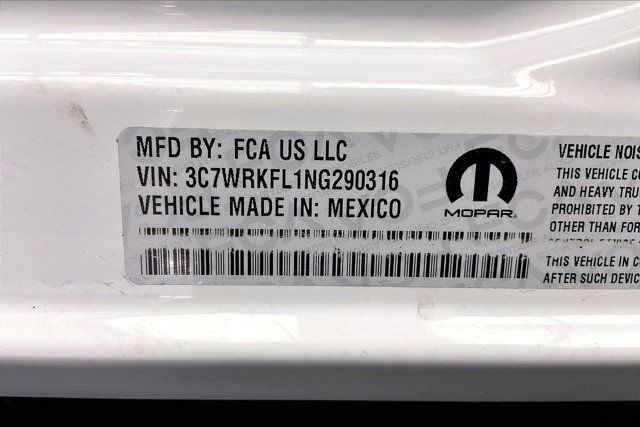 MFD BY: FCA US LLC
VIN: 3C7WRKFL1NG290316
VEHICLE MADE IN: MEXICO
MOPAR
VEHICLE NOIS
THIS VEHICLE
AND HEAVY TRU
PROHIBITED BY T
OTHER THAN FOR
THIS VEHICLE IN CO
AFTER SUCH DEVIC